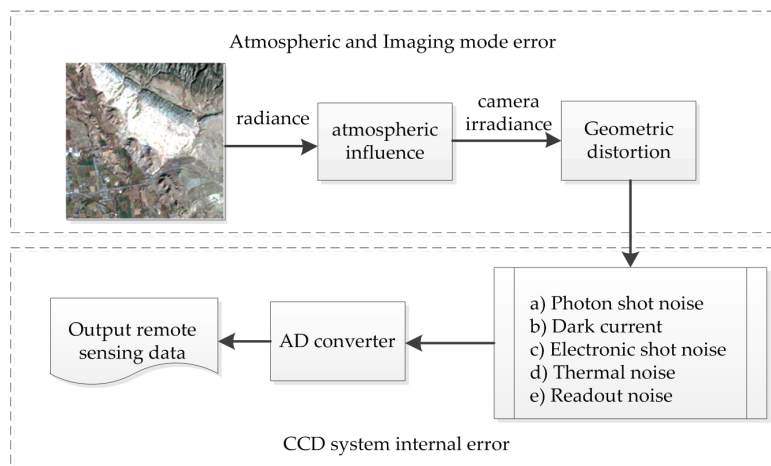 Atmospheric and Imaging mode error
radiance
atmospheric
influence
camera
irradiance
Geometric
distortion
a) Photon shot noise
b) Dark current
c) Electronic shot noise
d) Thermal noise
e) Readout noise
AD converter
Output remote
sensing data
CCD system internal error